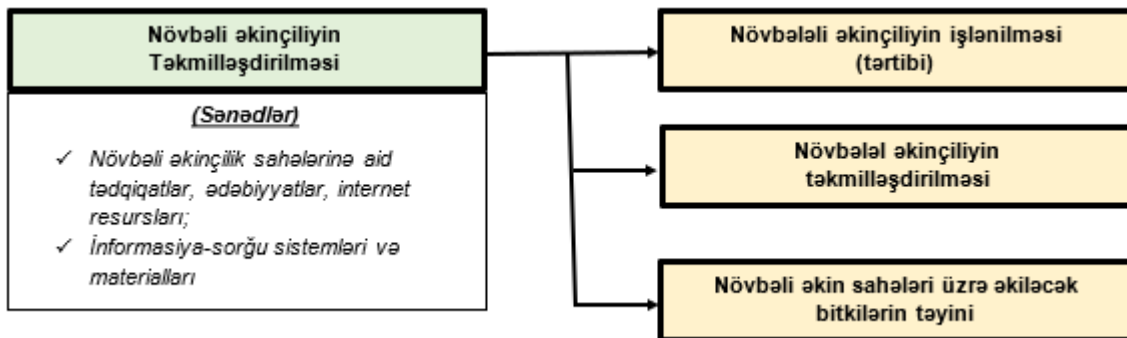 Növbəli əkinçiliyin
Təkmilləşdirilməsi
(Sənədlər)
✓ Növbəli əkinçilik sahələrinə aid
tədqiqatlar, ədəbiyyatlar, internet
resursları;
✓ İnformasiya-sorğu sistemləri və
materialları
Növbələli əkinçiliyin işlənilməsi
(tərtibi)
Növbələl əkinçiliyin
təkmilləşdirilməsi
Növbəli əkin sahələri üzrə əkiləcək
bitkilərin təyini